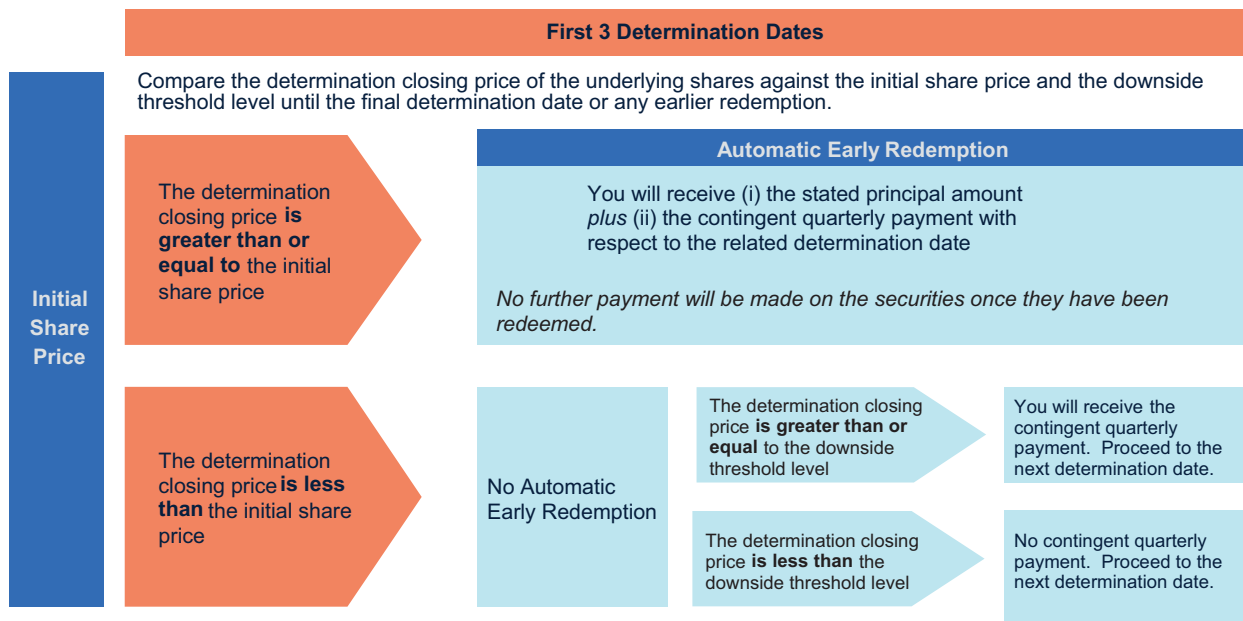 First 3 Determination Dates
Compare the determination closing price of the underlying shares against the initial share price and the downside
threshold level until the final determination date or any earlier redemption.
Initial
Share
Price
The determination
closing price is
greater than or
equal to the initial
share price
Automatic Early Redemption
You will receive (i) the stated principal amount
plus (ii) the contingent quarterly payment with
respect to the related determination date
No further payment will be made on the securities once they have been
redeemed.
The determination
closing price is less
than the initial share
price
No Automatic
Early Redemption
The determination closing
price is greater than or
equal to the downside
threshold level
You will receive the
contingent quarterly
payment. Proceed to the
next determination date.
The determination closing
price is less than the
downside threshold level
No contingent quarterly
payment. Proceed to the
next determination date.